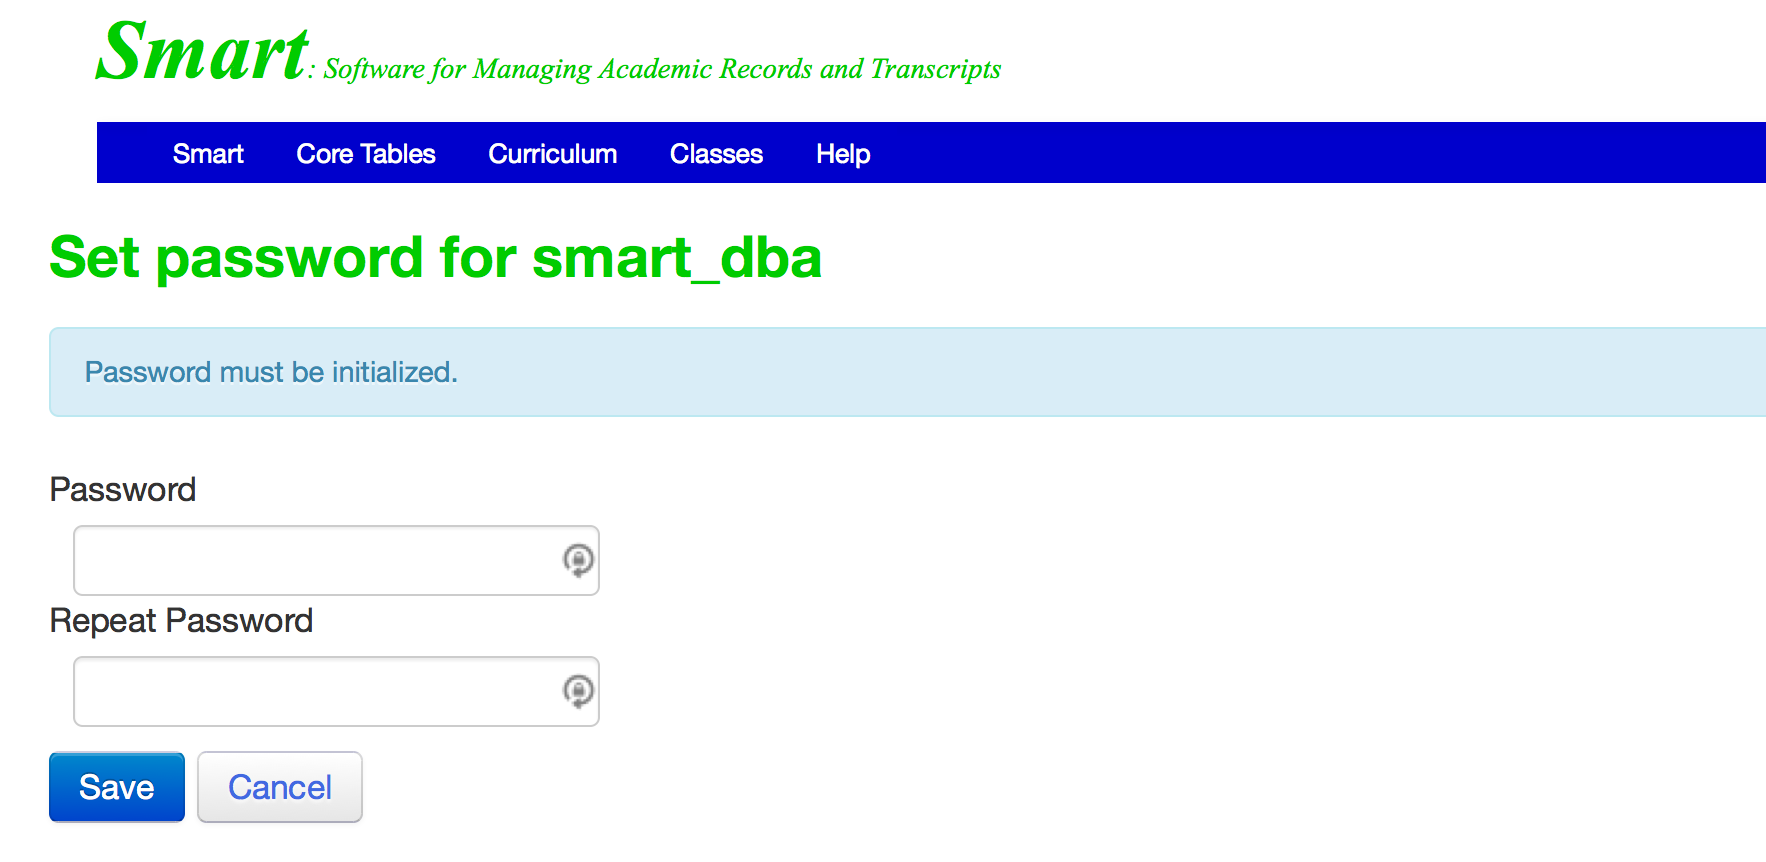 Smart: Software for Managing Academic Records and Transcripts
Smart Core Tables Curriculum Classes Help
Set password for smart_dba
Password must be initialized.
Password
Repeat Password
Save Cancel